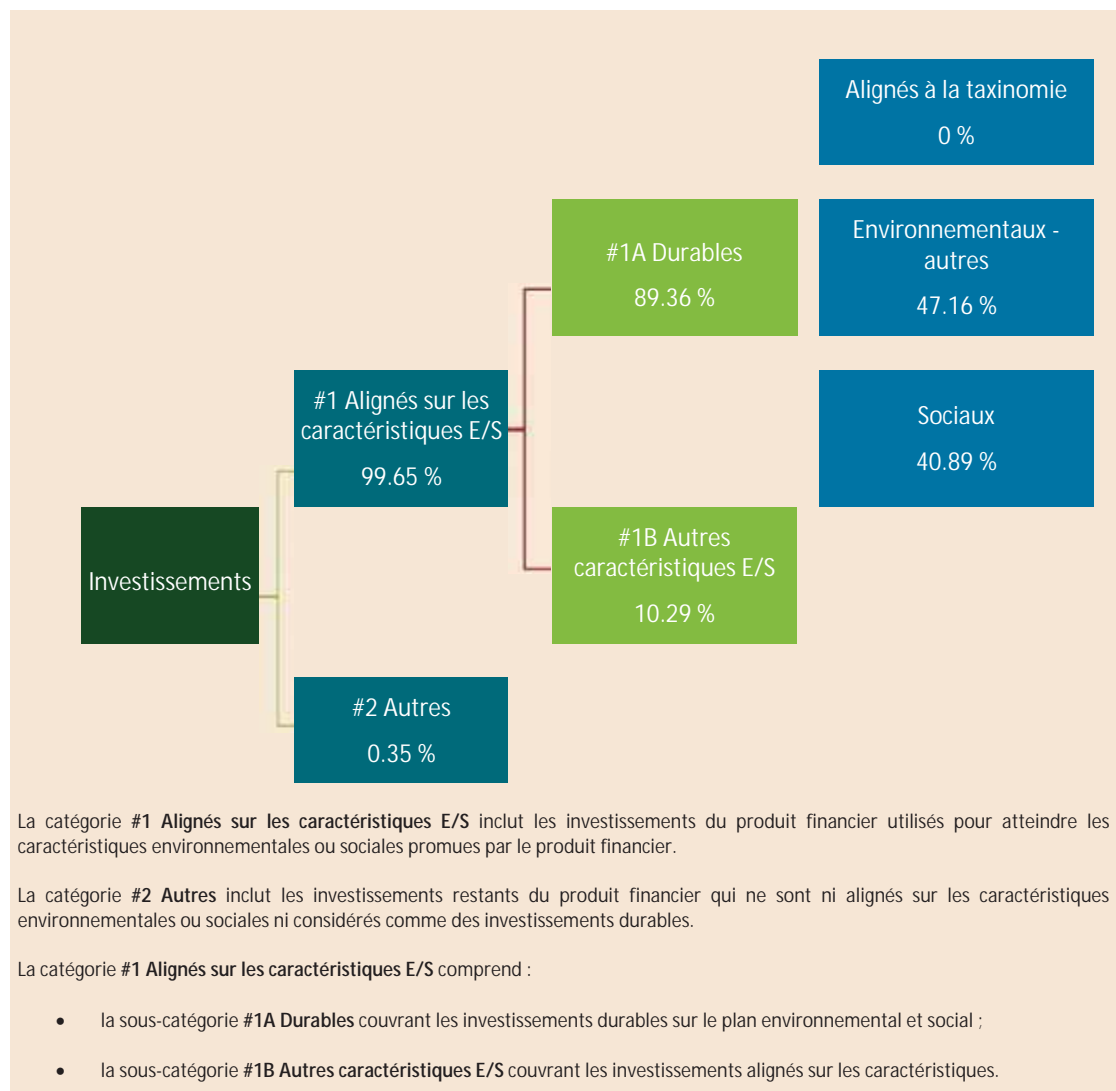 Alignés à la taxinomie
0 %
#1A Durables
89.36 %
Environnementaux -
autres
47.16 %
#1 Alignés sur les
caractéristiques E/S
99.65 %
Sociaux
40.89 %
Investissements
#1B Autres
caractéristiques E/S
10.29 %
#2 Autres
0.35 %
La catégorie #1 Alignés sur les caractéristiques E/S inclut les investissements du produit financier utilisés pour atteindre les
caractéristiques environnementales ou sociales promues par le produit financier.
La catégorie #2 Autres inclut les investissements restants du produit financier qui ne sont ni alignés sur les caractéristiques
environnementales ou sociales ni considérés comme des investissements durables.
La catégorie #1 Alignés sur les caractéristiques E/S comprend :
• la sous-catégorie #1A Durables couvrant les investissements durables sur le plan environnemental et social ;
• la sous-catégorie #1B Autres caractéristiques E/S couvrant les investissements alignés sur les caractéristiques.